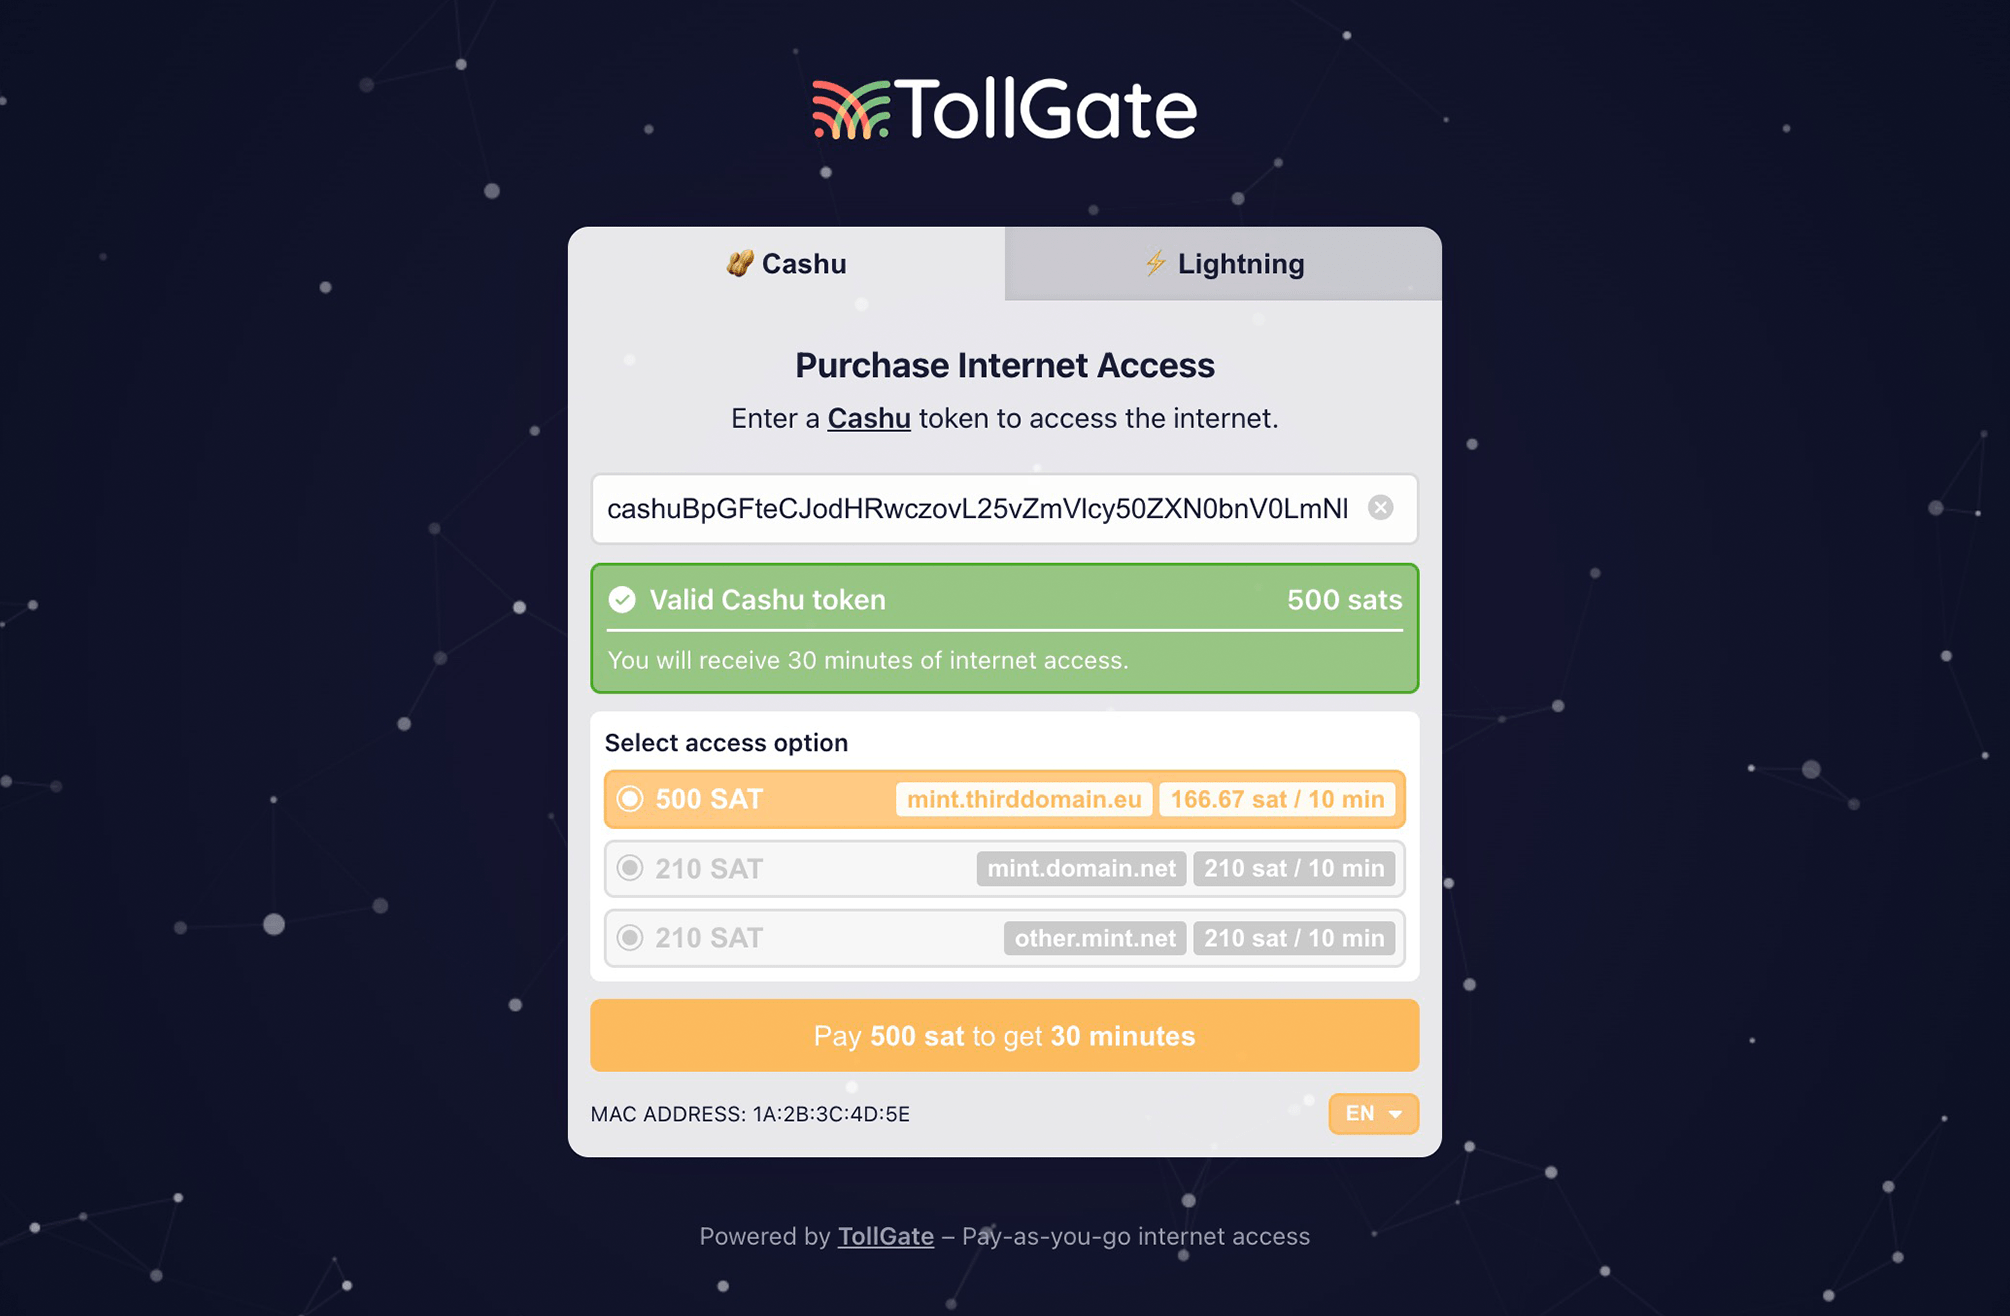 TollGate
Cashu
Lightning
Purchase Internet Access
Enter a Cashu token to access the internet.
cashuBpGFteCJodHRwczovL25vZmVlcy50ZXN0bnV0LmNl
Valid Cashu token 500 sats
You will receive 30 minutes of internet access.
Select access option
500 SAT mint.thirddomain.eu 166.67 sat / 10 min
210 SAT mint.domain.net 210 sat / 10 min
210 SAT other.mint.net 210 sat / 10 min
Pay 500 sat to get 30 minutes
MAC ADDRESS: 1A:2B:3C:4D:5E EN
Powered by TollGate – Pay-as-you-go internet access